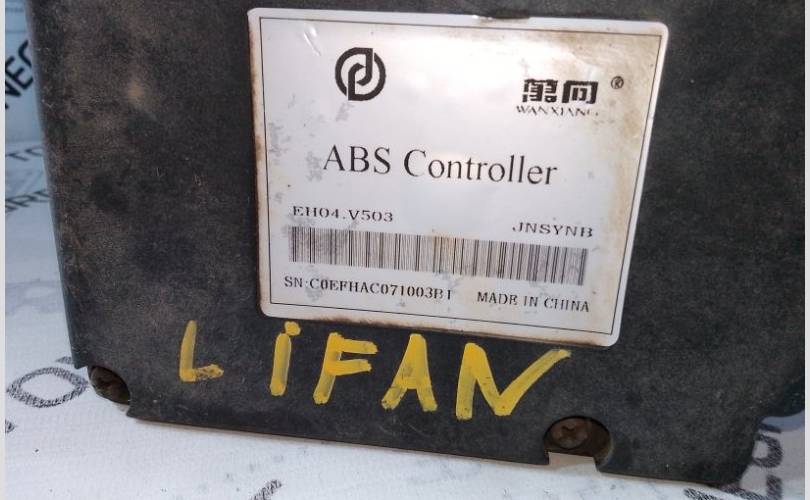 萬向®
WANXIANG
ABS Controller
EH04.V503
JNSYNB
SN:C0EFHAC071003B1 MADE IN CHINA
LiFAN